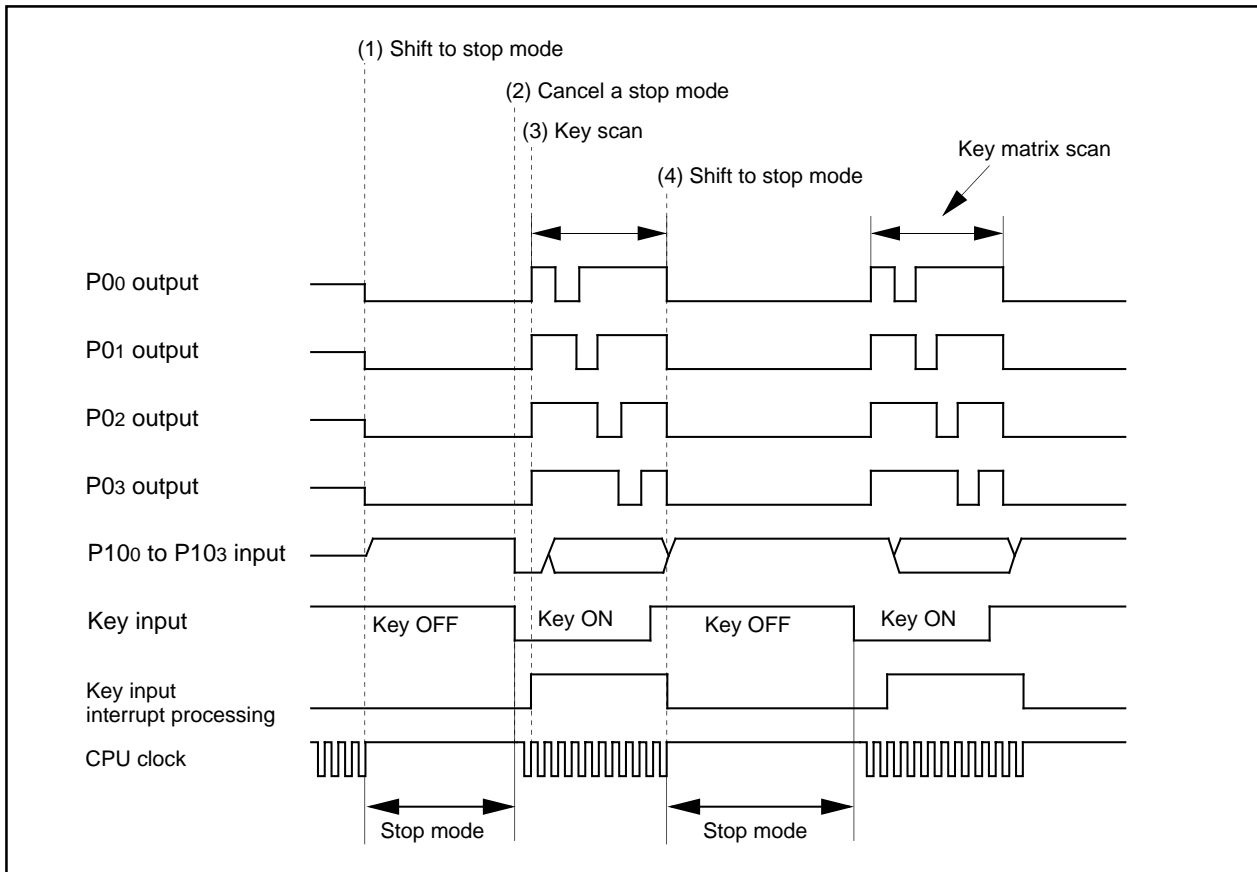 (1) Shift to stop mode
(2) Cancel a stop mode
(3) Key scan
Key matrix scan
(4) Shift to stop mode
P00 output
P01 output
P02 output
P03 output
P100 to P103 input
Key input
Key OFF
Key ON
Key OFF
Key ON
Key input
interrupt processing
CPU clock
Stop mode
Stop mode